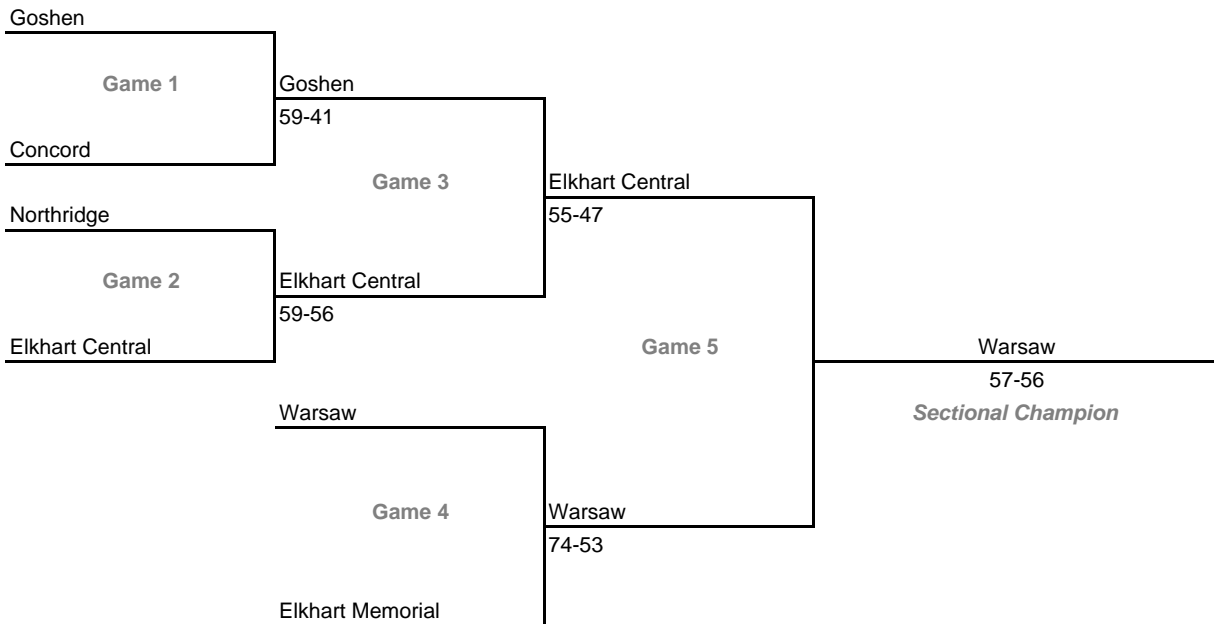 Goshen
Game 1
Goshen
59-41
Concord
Game 3
Elkhart Central
55-47
Northridge
Game 2
Elkhart Central
59-56
Elkhart Central
Game 5
Warsaw
57-56
Sectional Champion
Warsaw
Game 4
Warsaw
74-53
Elkhart Memorial